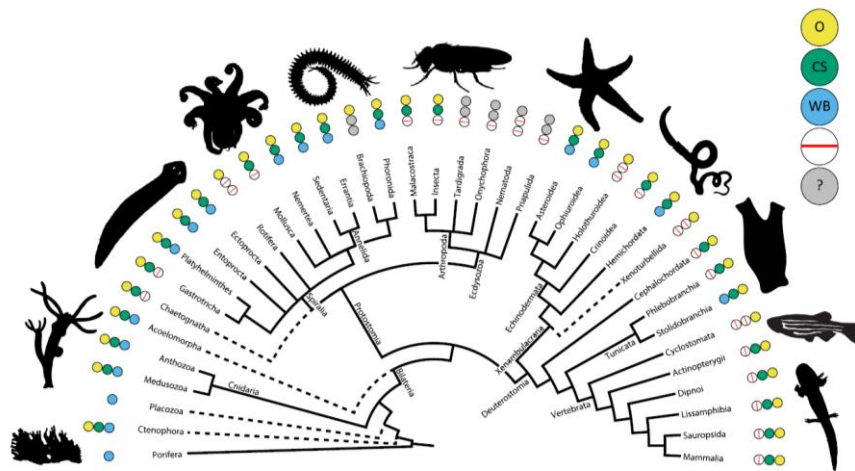 O
CS
WB
?
Porifera
Ctenophora
Placozoa
Medusozoa
Anthozoa
Cnidaria
Acoelomorpha
Chaetognatha
Gastrotricha
Platyhelminthes
Entoprocta
Ectoprocta
Rotifera
Mollusca
Nemertea
Sedentaria
Errantia
Annelida
Brachiopoda
Phoronida
Spiralia
Protostomia
Bilateria
Malacostraca
Insecta
Tardigrada
Onychophora
Nematoda
Priapulida
Arthropoda
Ecdysozoa
Asteroidea
Ophiuroidea
Holothuroidea
Crinoidea
Echinodermata
Hemichordata
Xenoturbellida
Xenambulacraria
Deuterostomia
Cephalochordata
Phlebobranchia
Stolidobranchia
Tunicata
Cyclostomata
Vertebrata
Actinopterygii
Dipnoi
Lissamphibia
Sauropsida
Mammalia